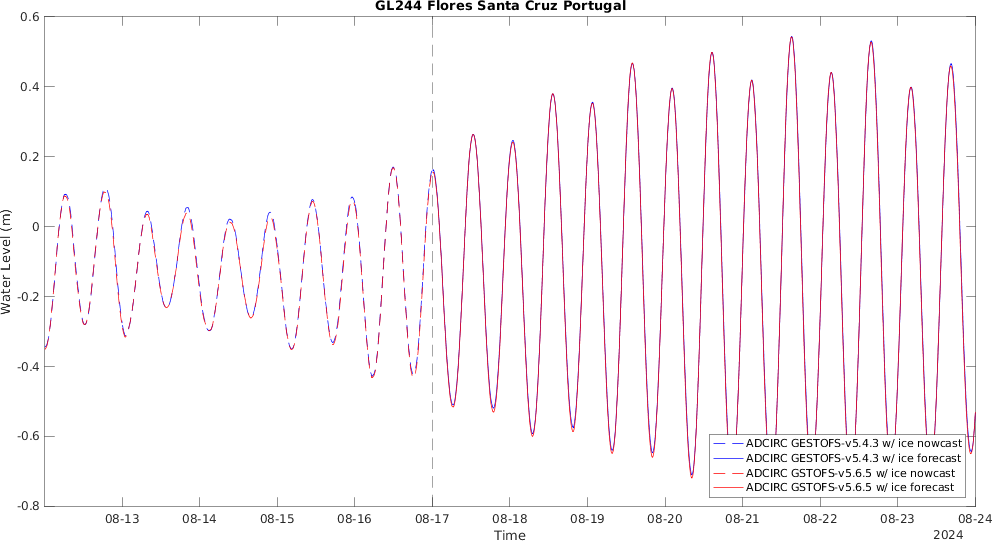 GL244 Flores Santa Cruz Portugal
Water Level (m)
0.6
0.4
0.2
0
-0.2
-0.4
-0.6
-0.8
ADCIRC GESTOFS-v5.4.3 w/ ice nowcast
ADCIRC GESTOFS-v5.4.3 w/ ice forecast
ADCIRC GSTOFS-v5.6.5 w/ ice nowcast
ADCIRC GSTOFS-v5.6.5 w/ ice forecast
08-13 08-14 08-15 08-16 08-17 08-18 08-19 08-20 08-21 08-22 08-23 08-24
Time
2024